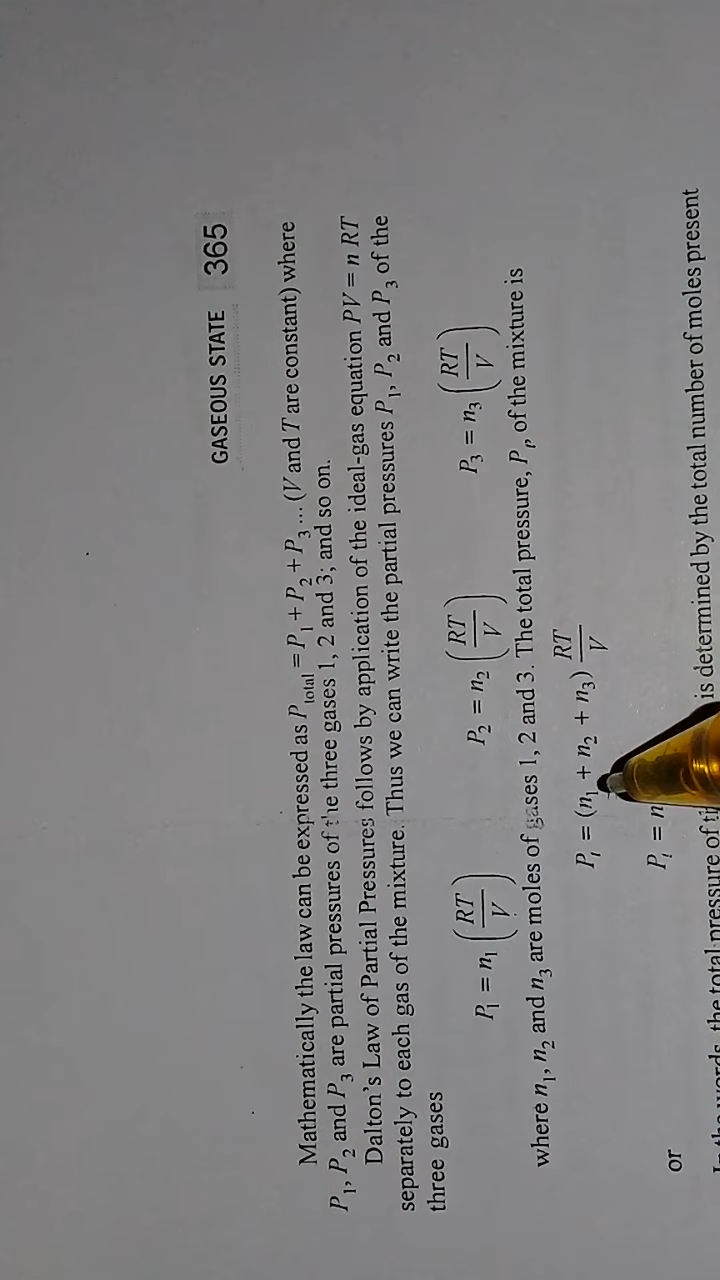 GASEOUS STATE 365
Mathematically the law can be expressed as P_total = P_1 + P_2 + P_3 ... (V and T are constant) where
P_1, P_2 and P_3 are partial pressures of the three gases 1, 2 and 3; and so on.
Dalton's Law of Partial Pressures follows by application of the ideal-gas equation PV = n RT
separately to each gas of the mixture. Thus we can write the partial pressures P_1, P_2 and P_3 of the
three gases
P_1 = n_1 (RT/V) P_2 = n_2 (RT/V) P_3 = n_3 (RT/V)
where n_1, n_2 and n_3 are moles of gases 1, 2 and 3. The total pressure, P_t, of the mixture is
P_t = (n_1 + n_2 + n_3) RT/V
or P_t = n
the total pressure of is determined by the total number of moles present